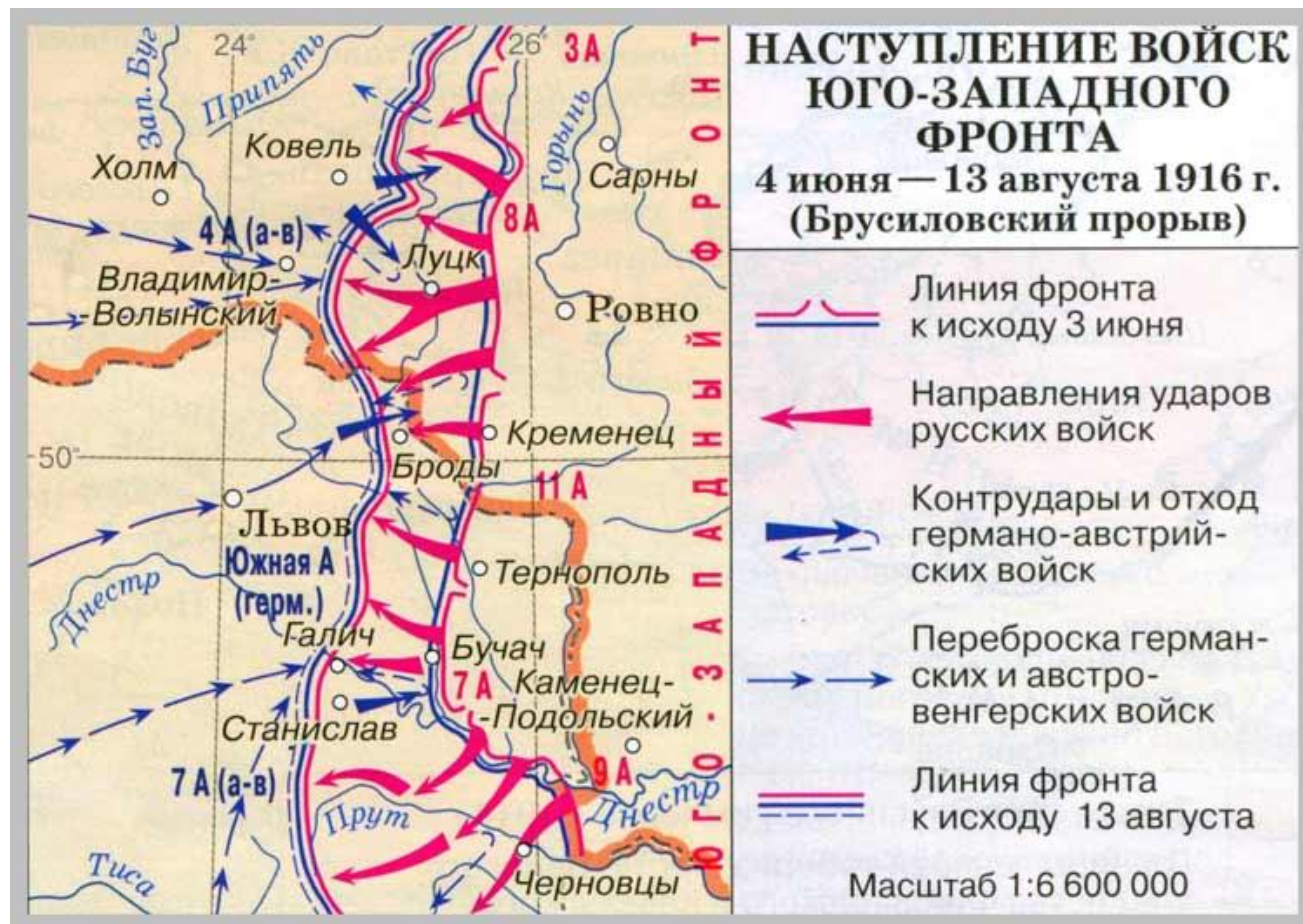 24°
26°
3А
Зап. Буг
Припять
Горынь
Ковель
Холм
Сарны
4 А (а-в)
8А
Луцк
Владимир-
-Волынский
Ровно
Кременец
50°
Броды
11 А
Львов
Южная А
(герм.)
Тернополь
Днестр
Галич
Бучач
7 А
Каменец-
-Подольский
Станислав
7 А (а-в)
9 А
Днестр
Прут
Тиса
Черновцы
ЮГО-ЗАПАДНЫЙ ФРОНТ
НАСТУПЛЕНИЕ ВОЙСК
ЮГО-ЗАПАДНОГО
ФРОНТА
4 июня — 13 августа 1916 г.
(Брусиловский прорыв)
Линия фронта
к исходу 3 июня
Направления ударов
русских войск
Контрудары и отход
германо-австрий-
ских войск
Переброска герман-
ских и австро-
венгерских войск
Линия фронта
к исходу 13 августа
Масштаб 1:6 600 000